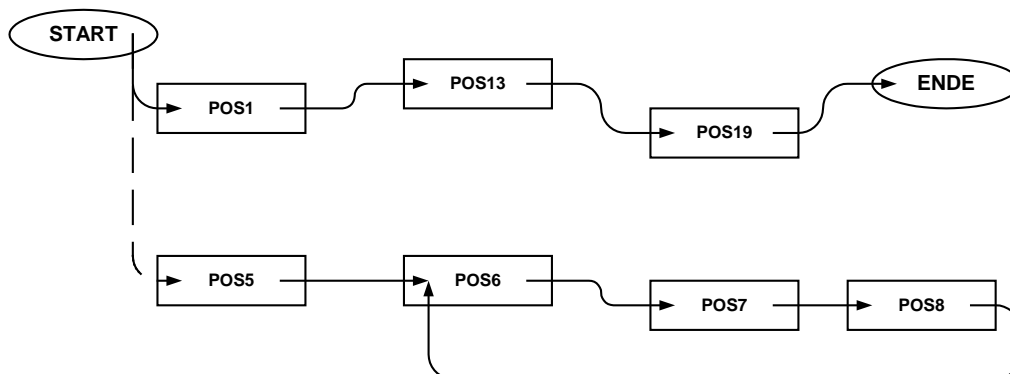 START
POS1
POS13
POS19
ENDE
POS5
POS6
POS7
POS8